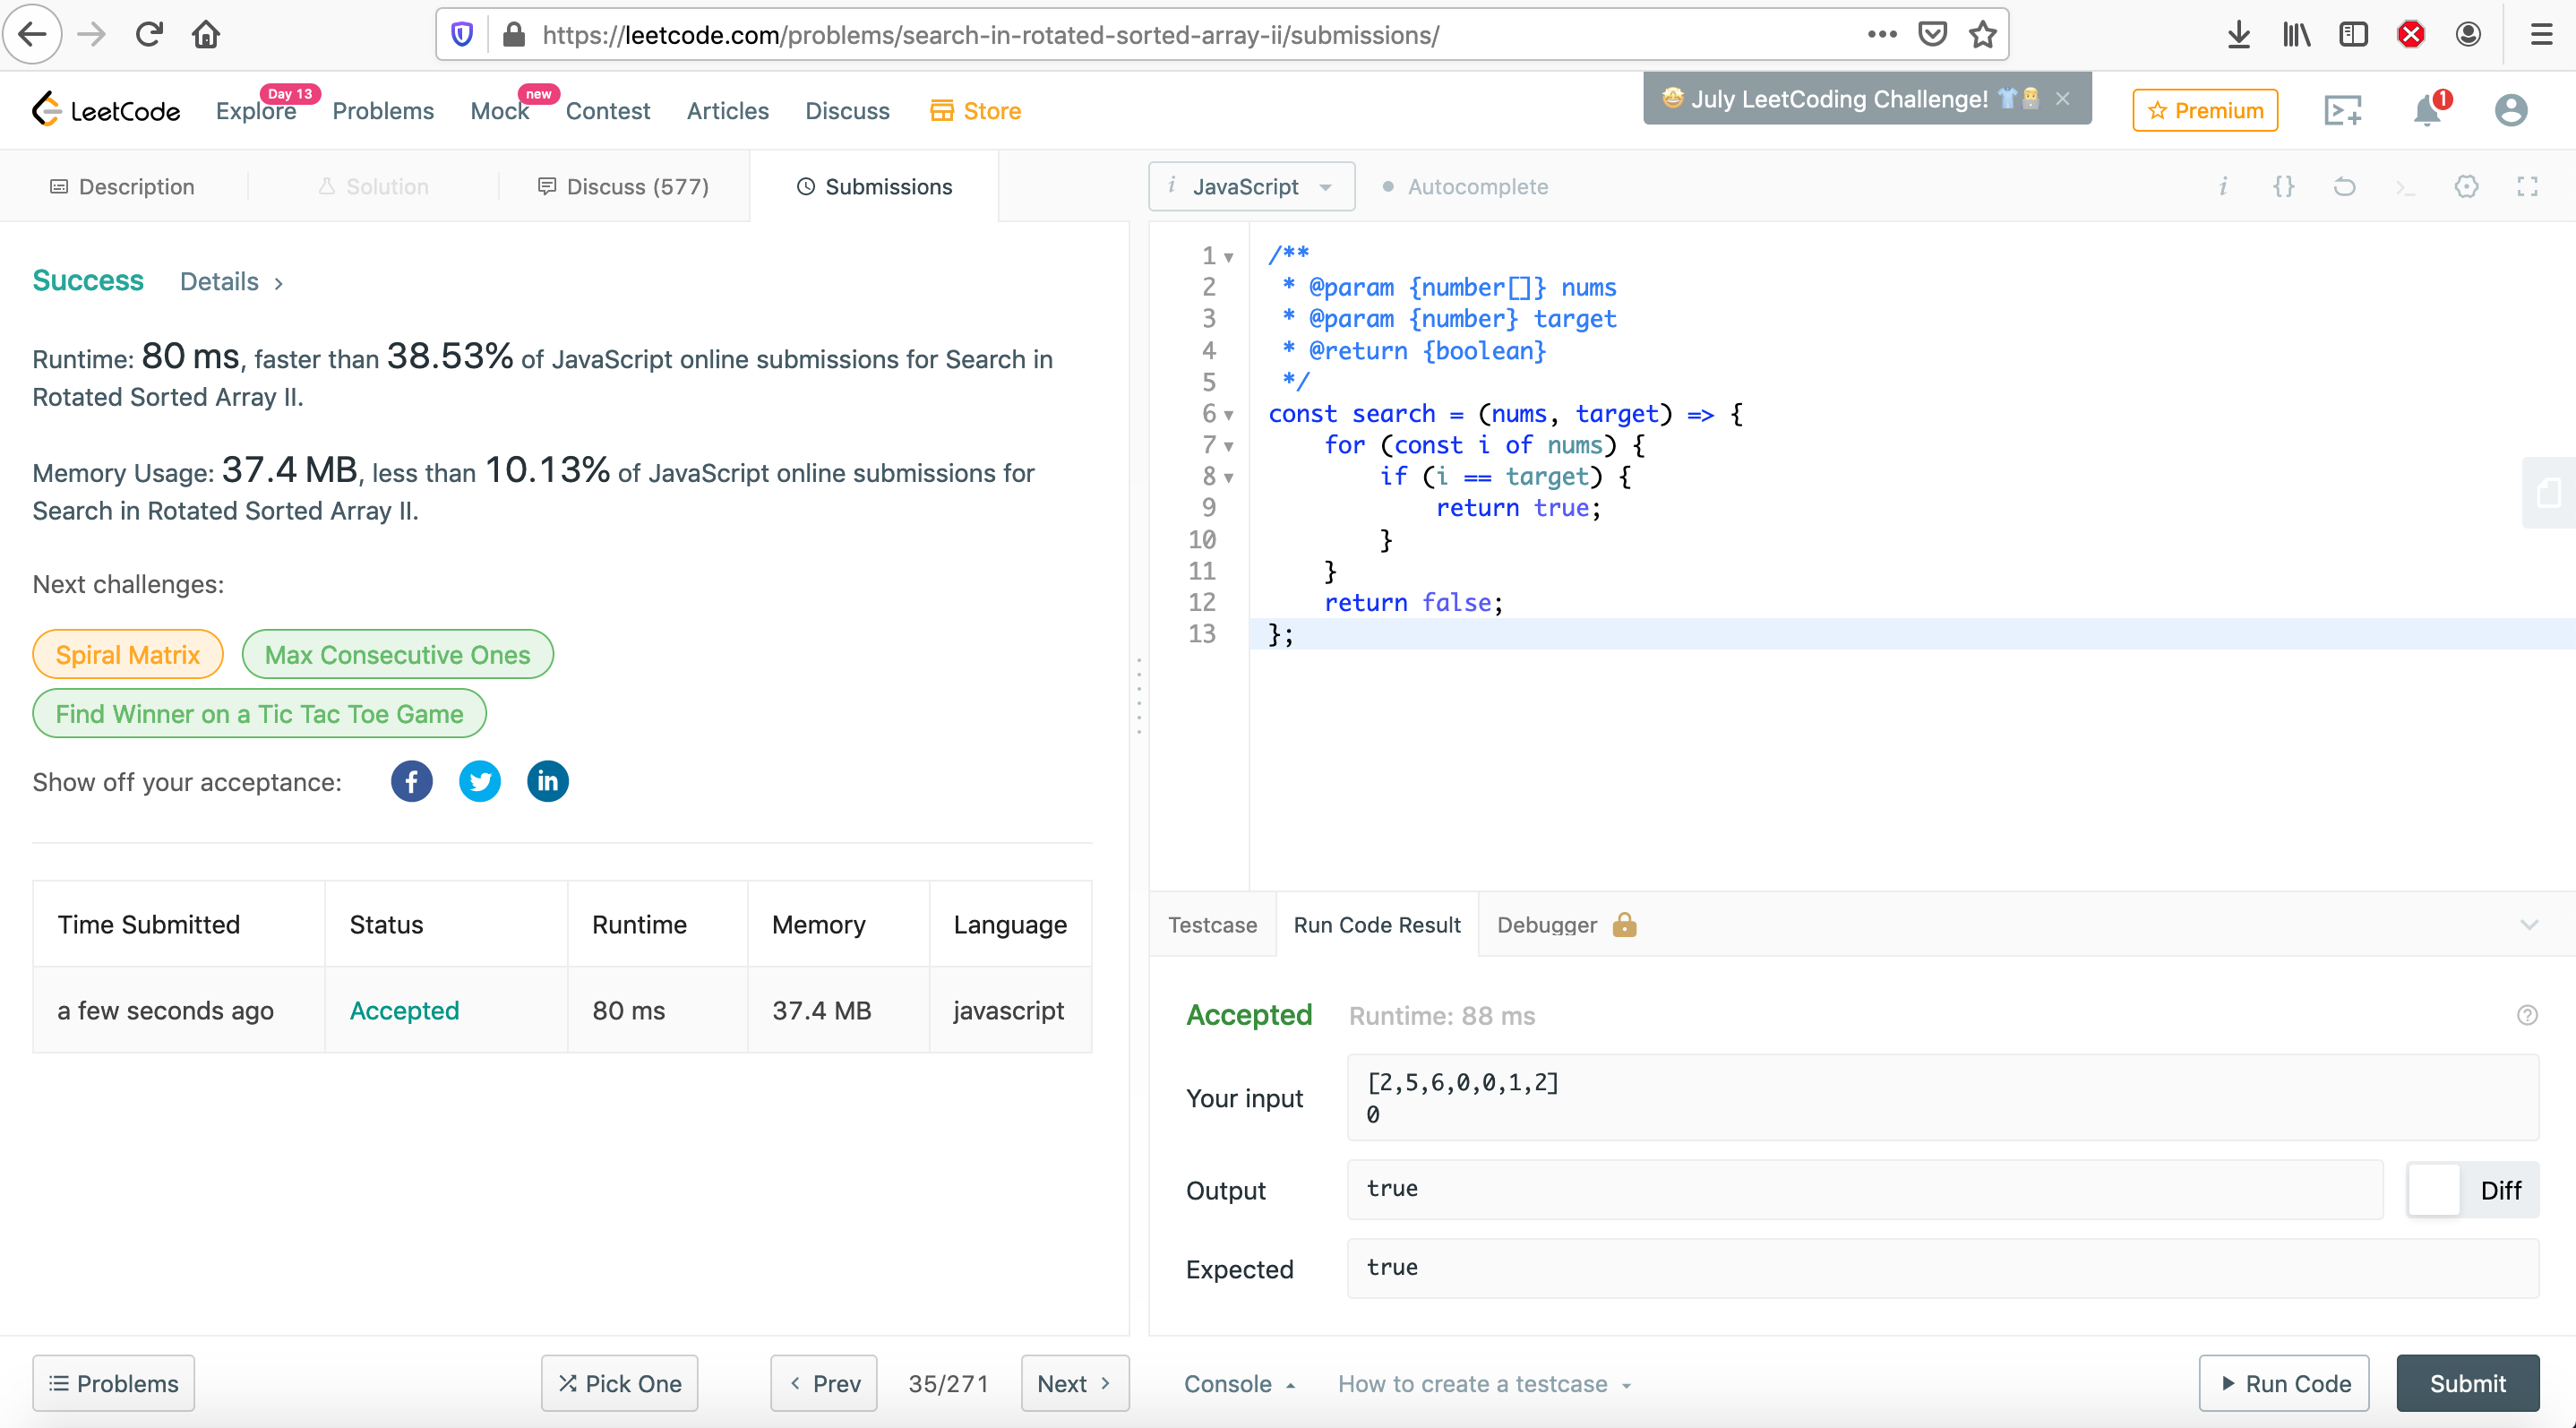 https://leetcode.com/problems/search-in-rotated-sorted-array-ii/submissions/
LeetCode
Explore
Day 13
Problems
Mock
new
Contest
Articles
Discuss
Store
July LeetCoding Challenge!
Premium
1
Description
Solution
Discuss (577)
Submissions
i JavaScript
Autocomplete
Success Details >
Runtime: 80 ms, faster than 38.53% of JavaScript online submissions for Search in
Rotated Sorted Array II.
Memory Usage: 37.4 MB, less than 10.13% of JavaScript online submissions for
Search in Rotated Sorted Array II.
Next challenges:
Spiral Matrix
Max Consecutive Ones
Find Winner on a Tic Tac Toe Game
Show off your acceptance:
Time Submitted Status Runtime Memory Language
a few seconds ago Accepted 80 ms 37.4 MB javascript
1 /**
2 * @param {number[]} nums
3 * @param {number} target
4 * @return {boolean}
5 */
6 const search = (nums, target) => {
7 for (const i of nums) {
8 if (i == target) {
9 return true;
10 }
11 }
12 return false;
13 };
Testcase
Run Code Result
Debugger
Accepted Runtime: 88 ms
Your input
[2,5,6,0,0,1,2]
0
Output
true
Diff
Expected
true
Problems
Pick One
< Prev
35/271
Next >
Console
How to create a testcase
Run Code
Submit